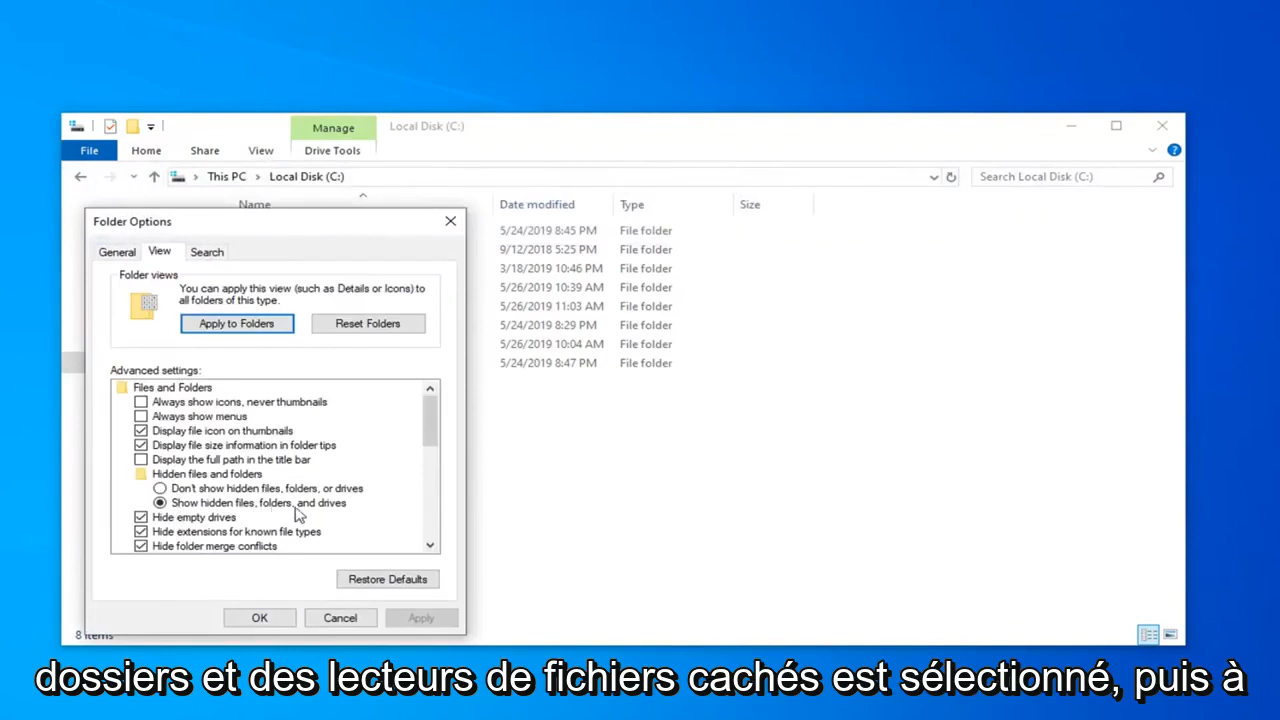 Manage
Local Disk (C:)
File
Home
Share
View
Drive Tools
This PC
Local Disk (C:)
Search Local Disk (C:)
Name
Date modified
Type
Size
5/24/2019 8:45 PM File folder
9/12/2018 5:25 PM File folder
3/18/2019 10:46 PM File folder
5/26/2019 10:39 AM File folder
5/26/2019 11:03 AM File folder
5/24/2019 8:29 PM File folder
5/26/2019 10:04 AM File folder
5/24/2019 8:47 PM File folder
Folder Options
General
View
Search
Folder views
You can apply this view (such as Details or Icons) to
all folders of this type.
Apply to Folders
Reset Folders
Advanced settings:
Files and Folders
Always show icons, never thumbnails
Always show menus
Display file icon on thumbnails
Display file size information in folder tips
Display the full path in the title bar
Hidden files and folders
Don't show hidden files, folders, or drives
Show hidden files, folders, and drives
Hide empty drives
Hide extensions for known file types
Hide folder merge conflicts
Restore Defaults
OK
Cancel
Apply
8 items
dossiers et des lecteurs de fichiers cachés est sélectionné, puis à